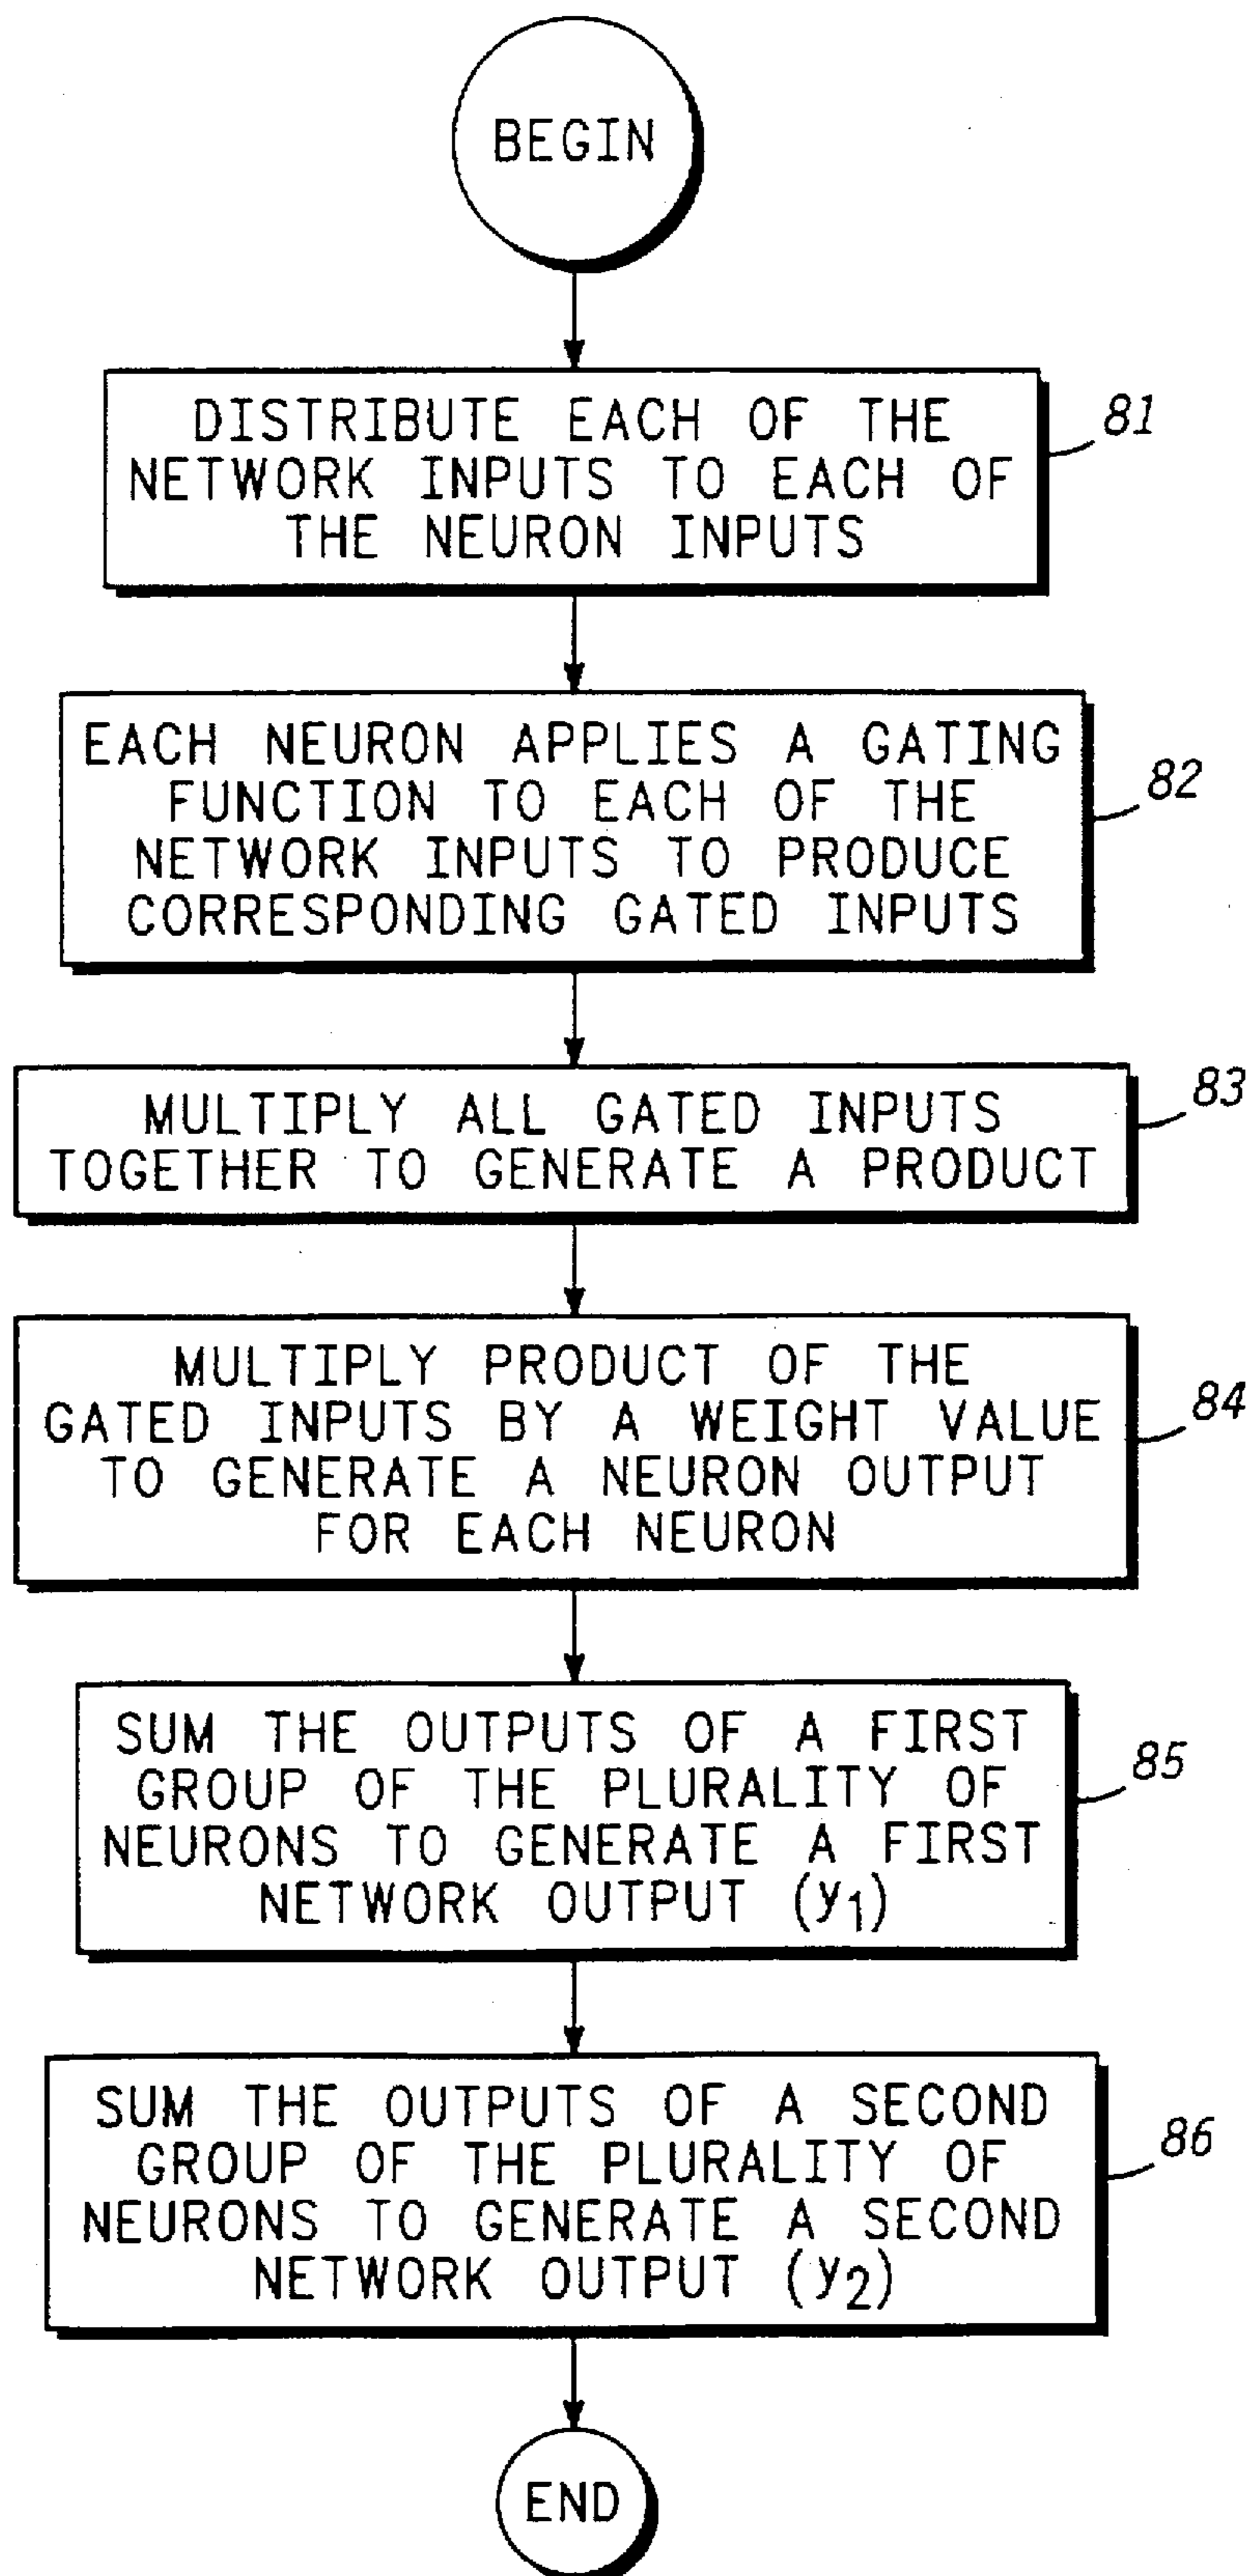 BEGIN
DISTRIBUTE EACH OF THE
NETWORK INPUTS TO EACH OF
THE NEURON INPUTS
81
EACH NEURON APPLIES A GATING
FUNCTION TO EACH OF THE
NETWORK INPUTS TO PRODUCE
CORRESPONDING GATED INPUTS
82
MULTIPLY ALL GATED INPUTS
TOGETHER TO GENERATE A PRODUCT
83
MULTIPLY PRODUCT OF THE
GATED INPUTS BY A WEIGHT VALUE
TO GENERATE A NEURON OUTPUT
FOR EACH NEURON
84
SUM THE OUTPUTS OF A FIRST
GROUP OF THE PLURALITY OF
NEURONS TO GENERATE A FIRST
NETWORK OUTPUT (y₁)
85
SUM THE OUTPUTS OF A SECOND
GROUP OF THE PLURALITY OF
NEURONS TO GENERATE A SECOND
NETWORK OUTPUT (y₂)
86
END